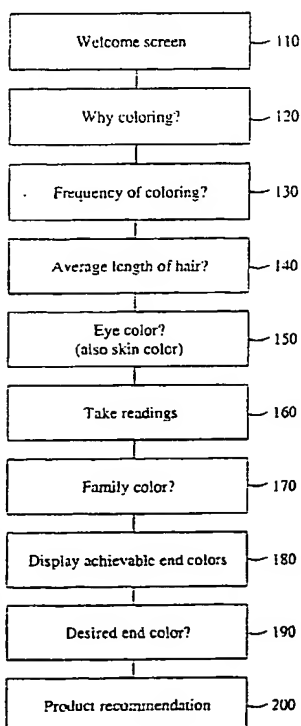 Welcome screen 110
Why coloring? 120
Frequency of coloring? 130
Average length of hair? 140
Eye color?
(also skin color) 150
Take readings 160
Family color? 170
Display achievable end colors 180
Desired end color? 190
Product recommendation 200